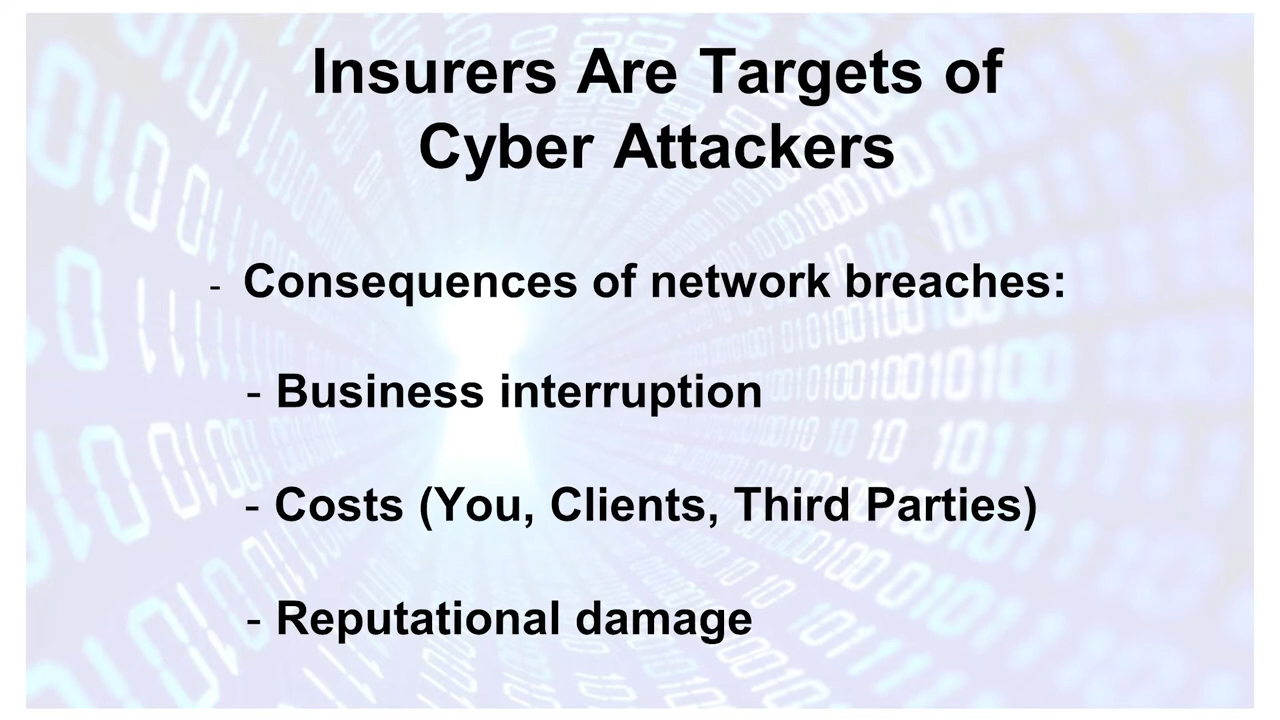 Insurers Are Targets of
Cyber Attackers
- Consequences of network breaches:
- Business interruption
- Costs (You, Clients, Third Parties)
- Reputational damage